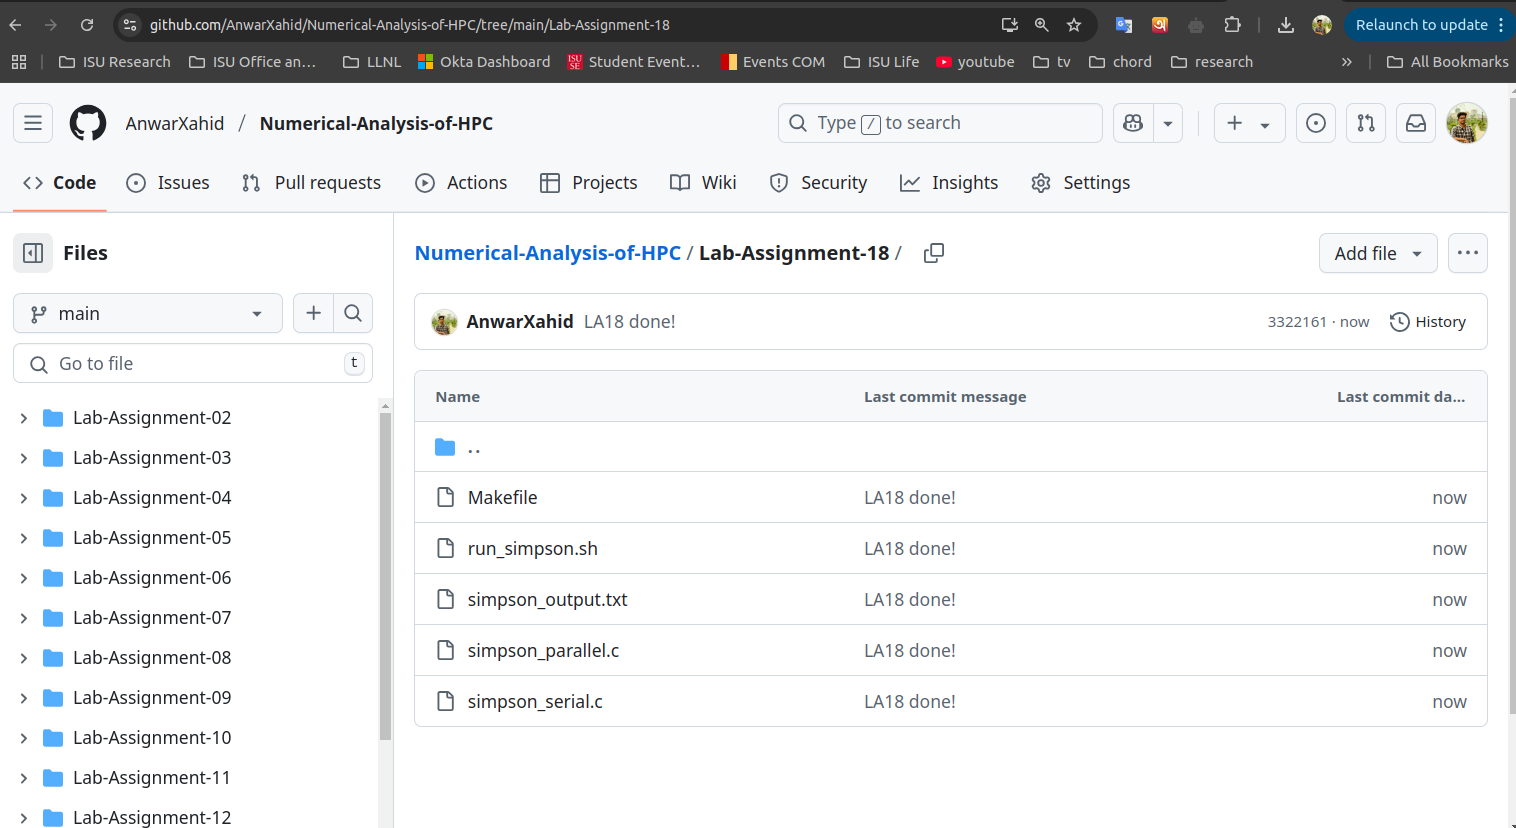 github.com/AnwarXahid/Numerical-Analysis-of-HPC/tree/main/Lab-Assignment-18
Relaunch to update
ISU Research
ISU Office an...
LLNL
Okta Dashboard
ISU SE
Student Event...
Events COM
ISU Life
youtube
tv
chord
research
»
All Bookmarks
AnwarXahid / Numerical-Analysis-of-HPC
Type / to search
Code
Issues
Pull requests
Actions
Projects
Wiki
Security
Insights
Settings
Files
main
Go to file
t
Lab-Assignment-02
Lab-Assignment-03
Lab-Assignment-04
Lab-Assignment-05
Lab-Assignment-06
Lab-Assignment-07
Lab-Assignment-08
Lab-Assignment-09
Lab-Assignment-10
Lab-Assignment-11
Lab-Assignment-12
Numerical-Analysis-of-HPC / Lab-Assignment-18 /
Add file
AnwarXahid LA18 done!
3322161 · now
History
Name Last commit message Last commit da...
..
Makefile LA18 done! now
run_simpson.sh LA18 done! now
simpson_output.txt LA18 done! now
simpson_parallel.c LA18 done! now
simpson_serial.c LA18 done! now